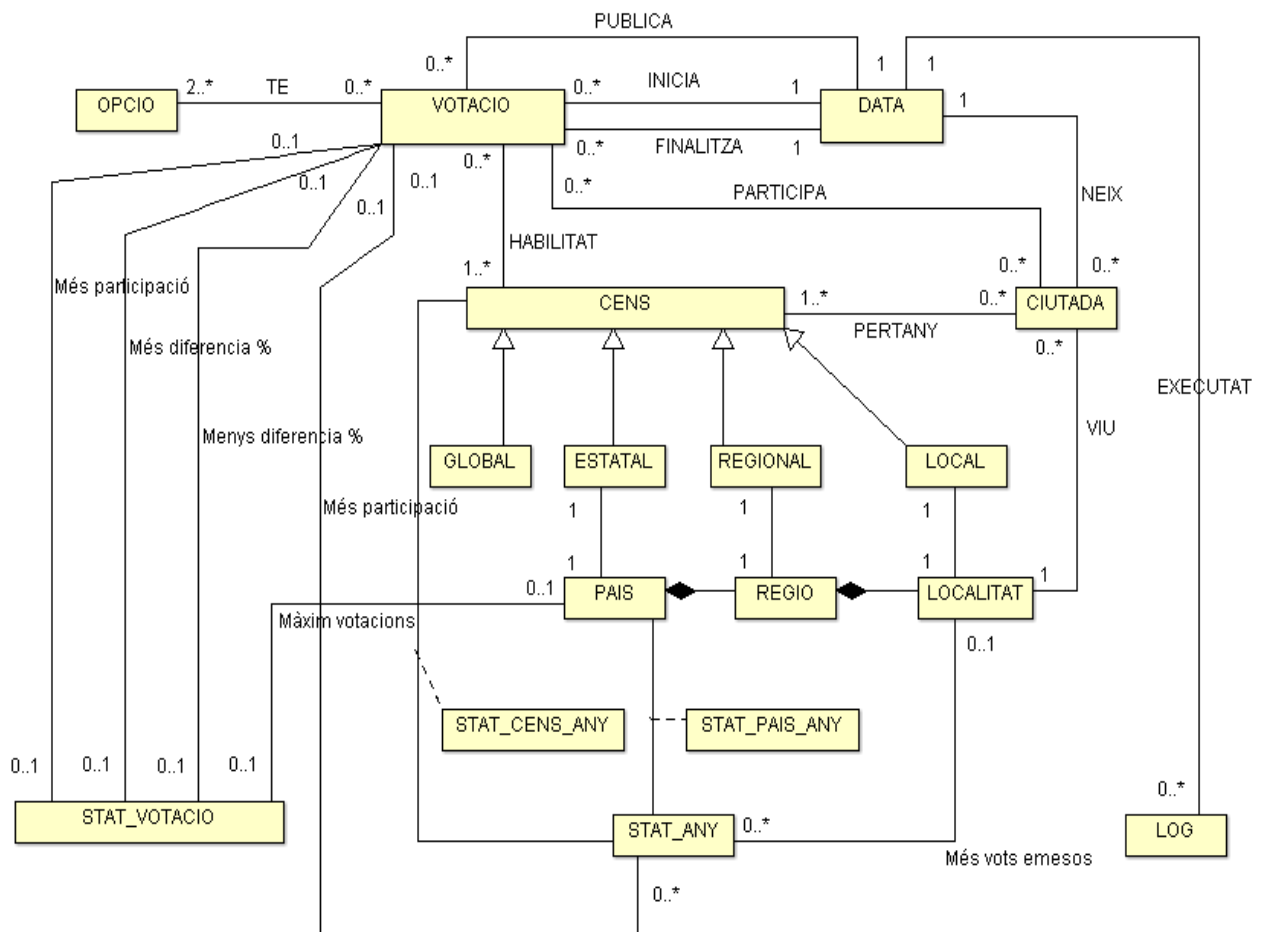 PUBLICA
0..*
1
1
2..*
TE
0..*
0..*
INICIA
1
1
OPCIO
VOTACIO
DATA
0..1
0..*
0..*
FINALITZA
1
0..1
0..1
0..*
PARTICIPA
NEIX
0..1
HABILITAT
1..*
0..*
0..*
Més participació
CENS
1..*
0..*
CIUTADA
PERTANY
0..*
Més diferencia %
EXECUTAT
VIU
Menys diferencia %
GLOBAL
ESTATAL
REGIONAL
LOCAL
Més participació
1
1
1
1
1
1
1
0..1
PAIS
REGIO
LOCALITAT
Màxim votacions
0..1
STAT_CENS_ANY
STAT_PAIS_ANY
0..1
0..1
0..1
0..1
0..*
STAT_VOTACIO
STAT_ANY
0..*
LOG
Més vots emesos
0..*